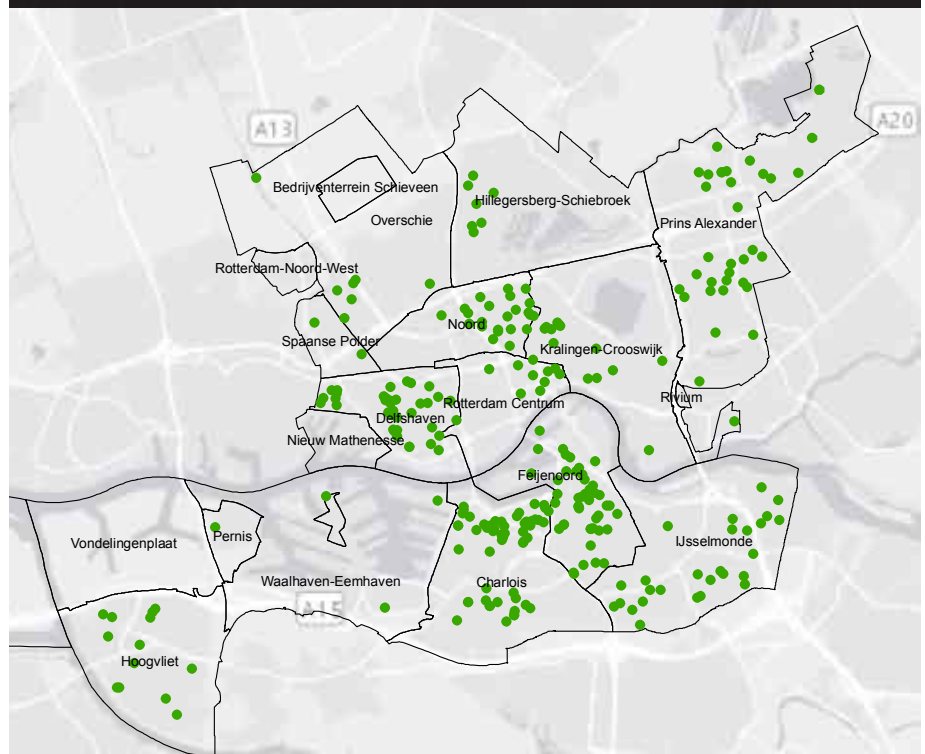 A13
A20
Bedrijventerrein Schieveen
Hillegersberg-Schiebroek
Overschie
Prins Alexander
Rotterdam-Noord-West
Noord
Spaanse Polder
Kralingen-Crooswijk
Rivium
Rotterdam Centrum
Delfshaven
Nieuw Mathenesse
Feijenoord
Vondelingenplaat
Pernis
IJsselmonde
Waalhaven-Eemhaven
Charlois
A15
Hoogvliet